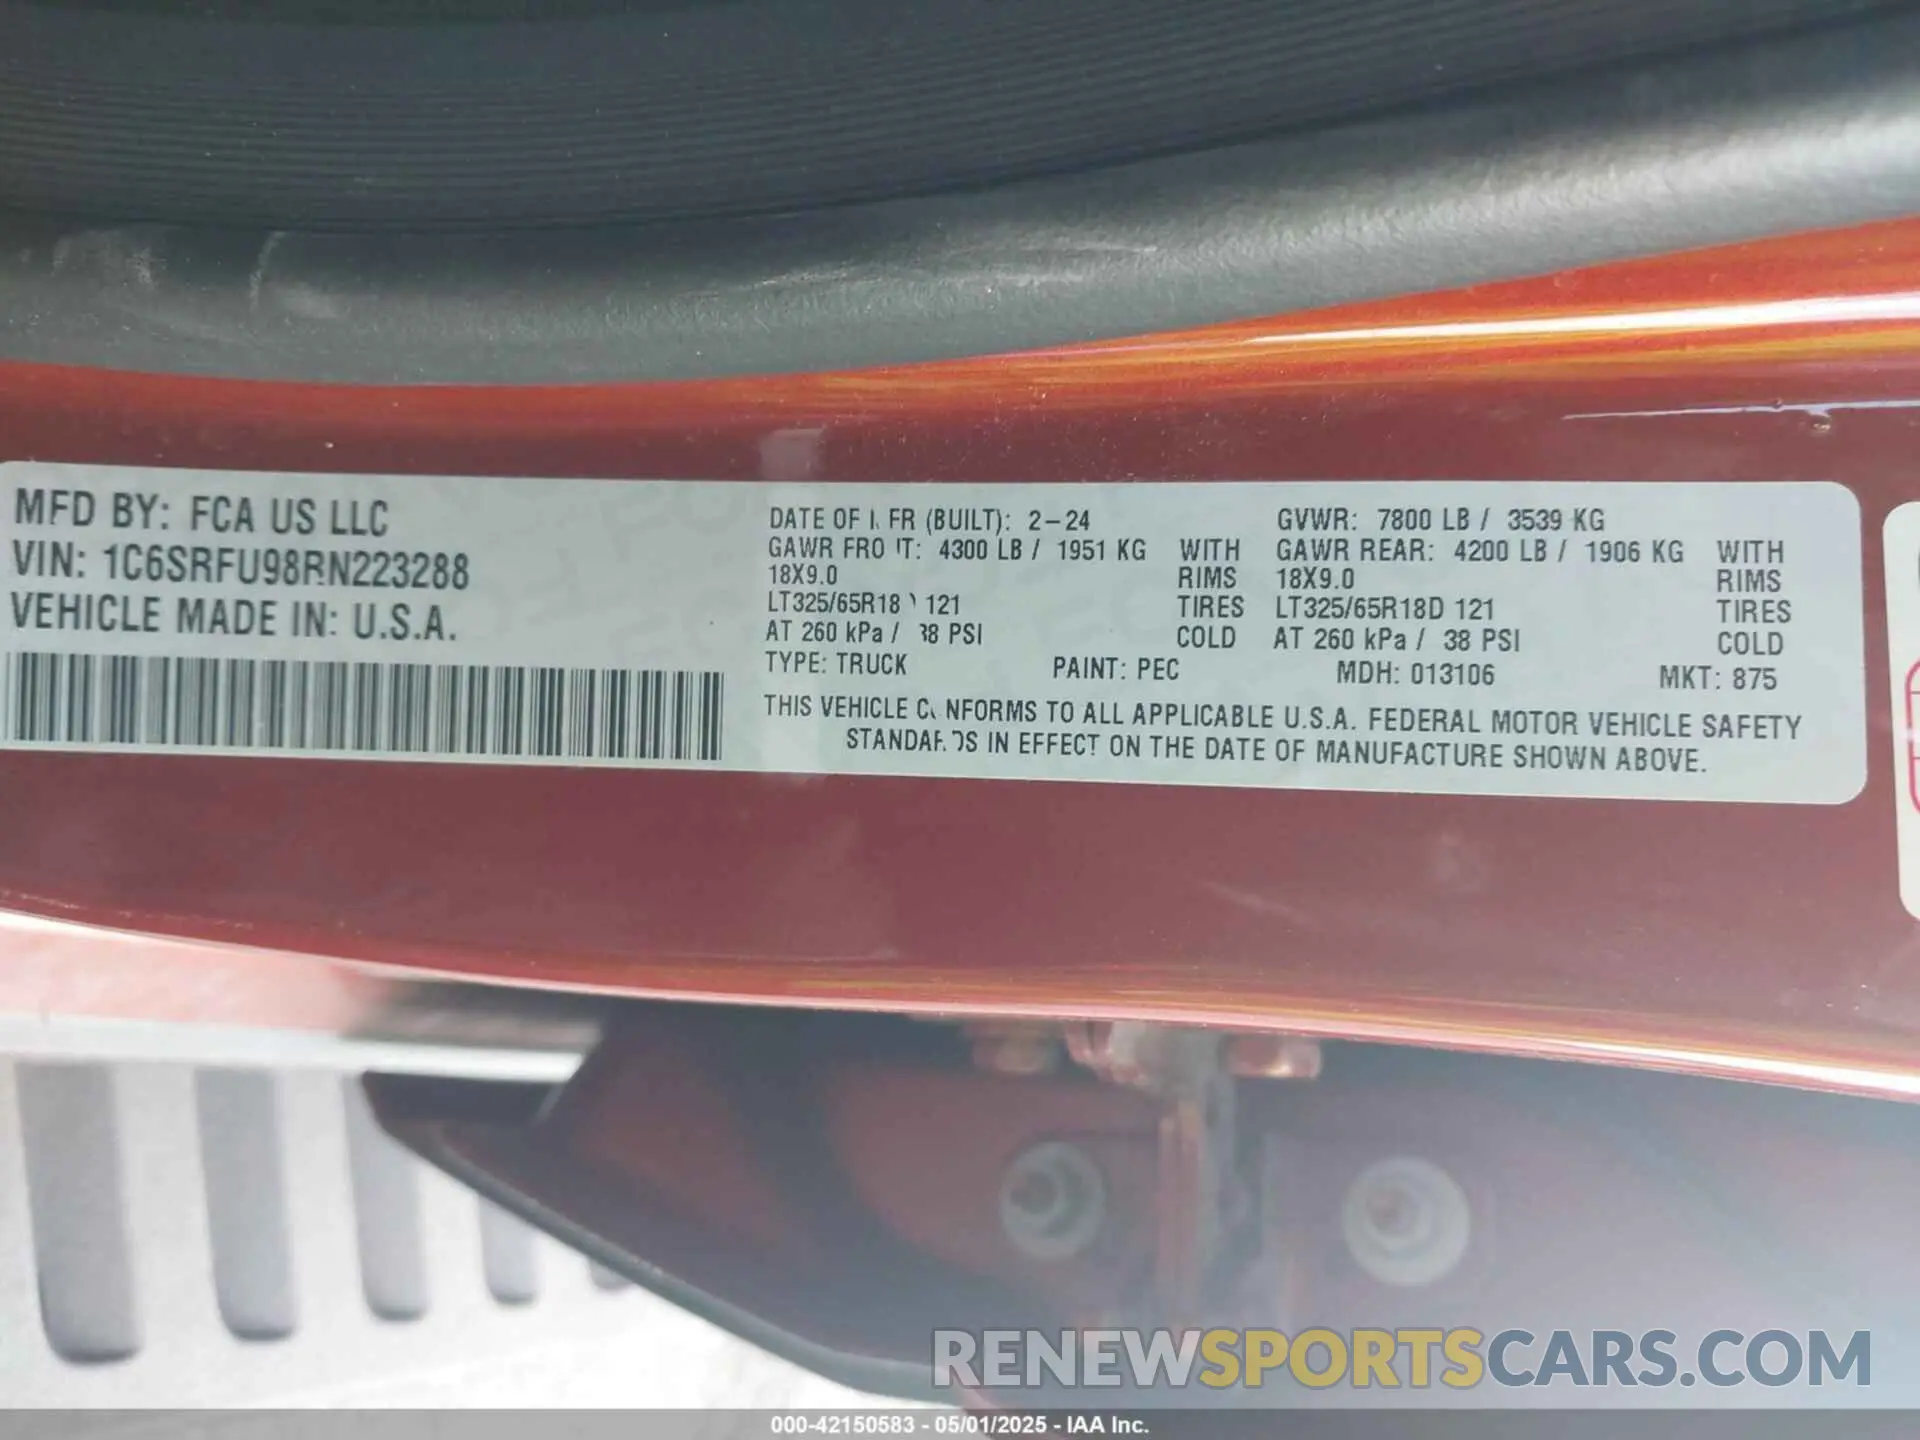 MFD BY: FCA US LLC
VIN: 1C6SRFU98RN223288
VEHICLE MADE IN: U.S.A.
DATE OF MFR (BUILT): 2-24 GVWR: 7800 LB / 3539 KG
GAWR FRONT: 4300 LB / 1951 KG WITH GAWR REAR: 4200 LB / 1906 KG WITH
18X9.0 RIMS 18X9.0 RIMS
LT325/65R18D 121 TIRES LT325/65R18D 121 TIRES
AT 260 kPa / 38 PSI COLD AT 260 kPa / 38 PSI COLD
TYPE: TRUCK PAINT: PEC MDH: 013106 MKT: 875
THIS VEHICLE CONFORMS TO ALL APPLICABLE U.S.A. FEDERAL MOTOR VEHICLE SAFETY
STANDARDS IN EFFECT ON THE DATE OF MANUFACTURE SHOWN ABOVE.
RENEWSPORTSCARS.COM
000-42150583 - 05/01/2025 - IAA Inc.